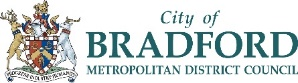 City of
BRADFORD
METROPOLITAN DISTRICT COUNCIL